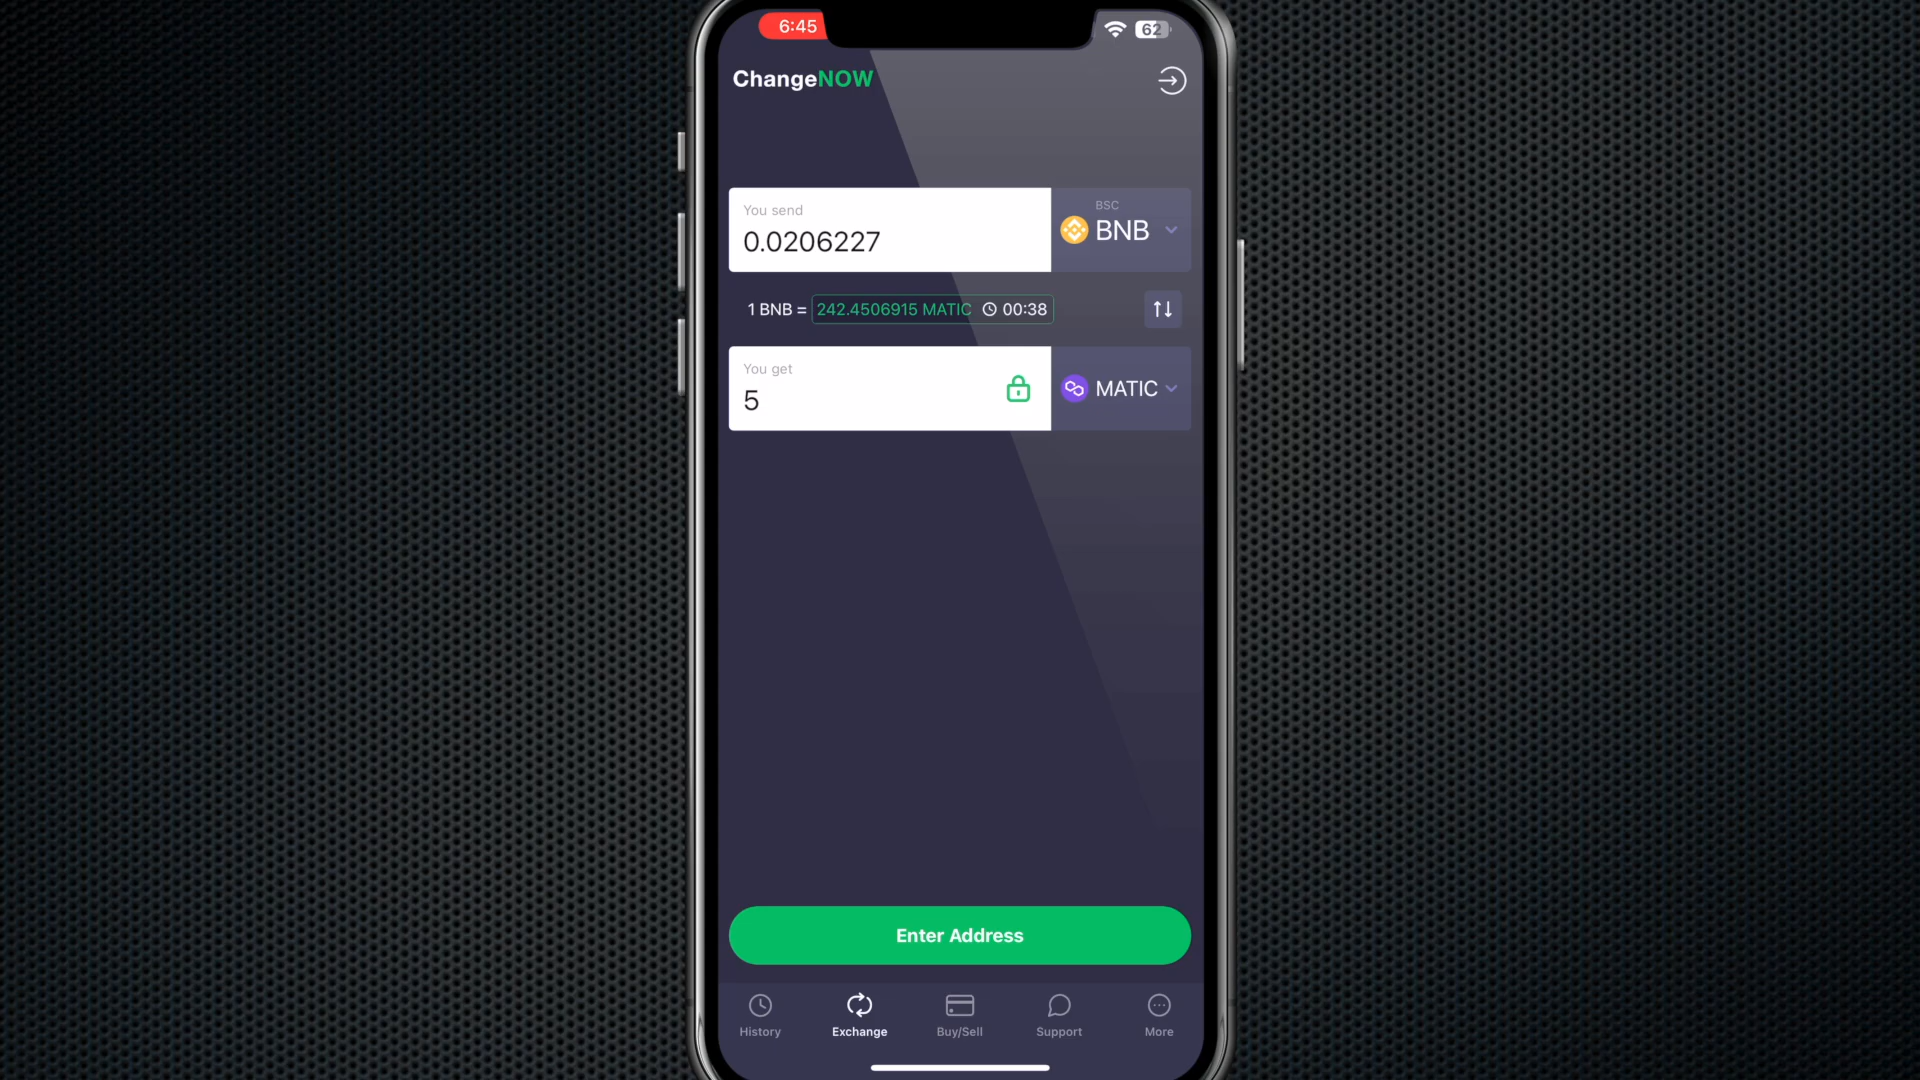 6:45
62
ChangeNOW
You send
0.0206227
BSC
BNB
1 BNB = 242.4506915 MATIC 00:38
You get
5
MATIC
Enter Address
History
Exchange
Buy/Sell
Support
More